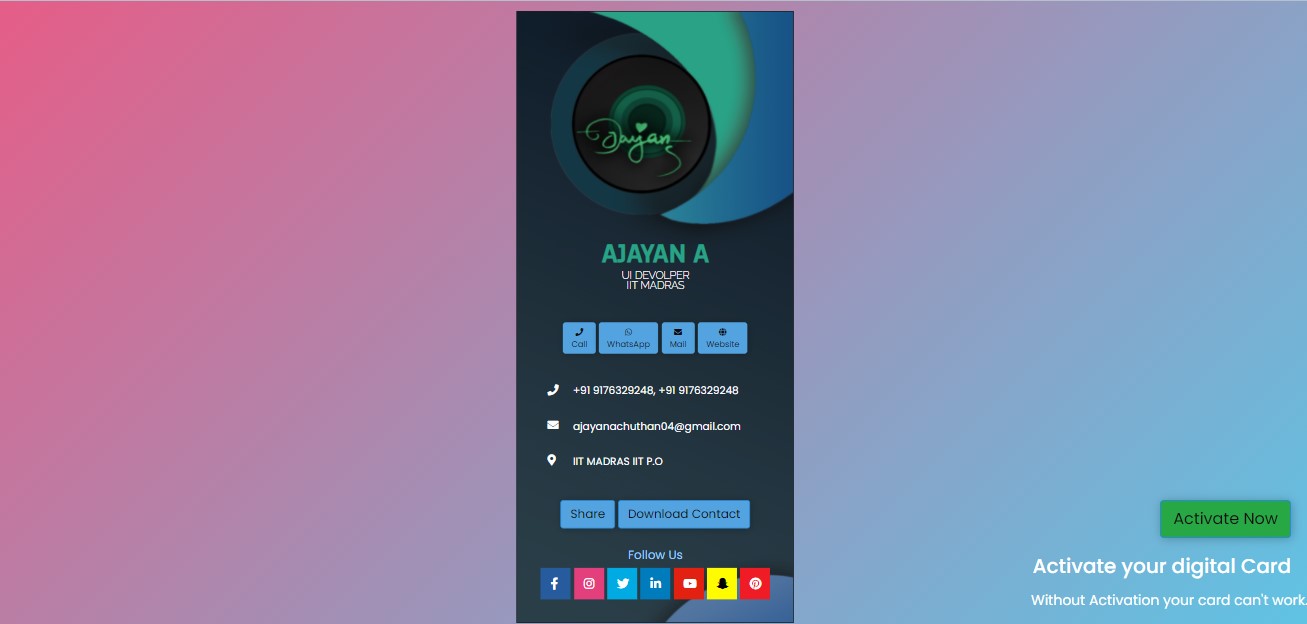 Ajayan
AJAYAN A
UI DEVOLPER
IIT MADRAS
Call WhatsApp Mail Website
+91 9176329248, +91 9176329248
ajayanachuthan04@gmail.com
IIT MADRAS IIT P.O
Share Download Contact
Follow Us
Activate Now
Activate your digital Card
Without Activation your card can't work.